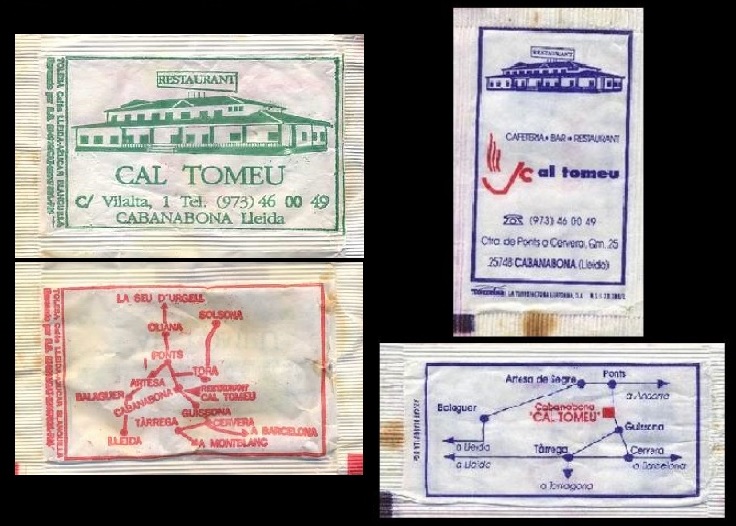 RESTAURANT
CAL TOMEU
C/ Vilalta, 1 Tel. (973) 46 00 49
CABANABONA Lleida
LA SEU D'URGELL
OLIANA
SOLSONA
PONTS
ARTESA
TORA
BALAGUER
RESTAURANT
CAL TOMEU
CABANABONA
GUISSONA
TÀRREGA
CERVERA
A BARCELONA
LLEIDA
A MONTBLANC
RESTAURANT
CAFETERIA • BAR • RESTAURANT
cal tomeu
(973) 46 00 49
Ctra. de Ponts a Cervera, Qm. 25
25748 CABANABONA (Lleida)
Artesa de Segre
Ponts
a Andorra
Balaguer
Cabanabona
"CAL TOMEU"
Guissona
a Lleida
Tàrrega
Cervera
a Lleida
a Barcelona
a Tarragona